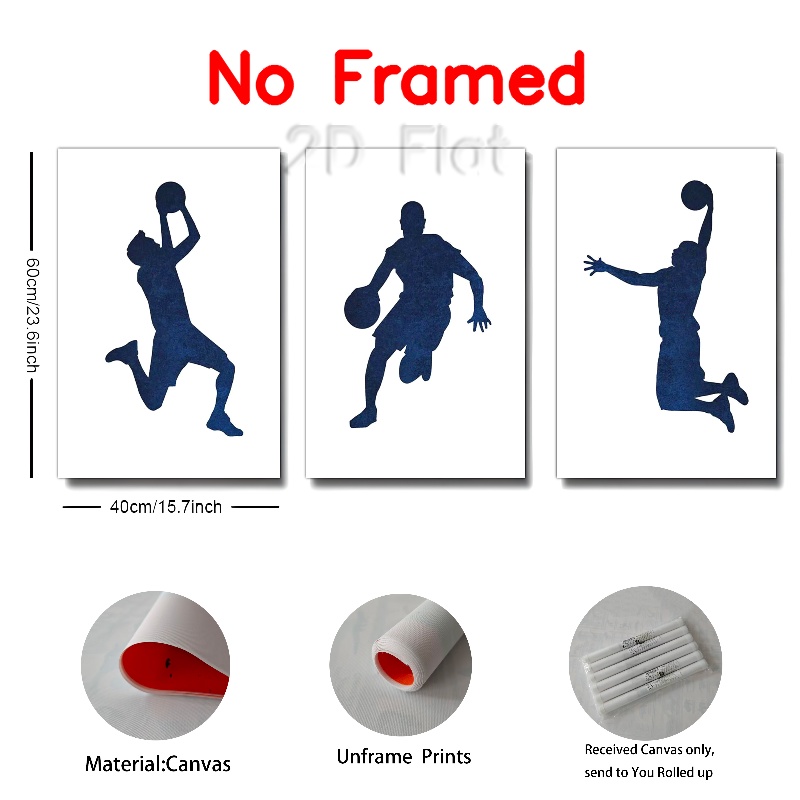 No Framed
2D Flat
60cm/23.6inch
40cm/15.7inch
Material:Canvas
Unframe Prints
Received Canvas only,
send to You Rolled up